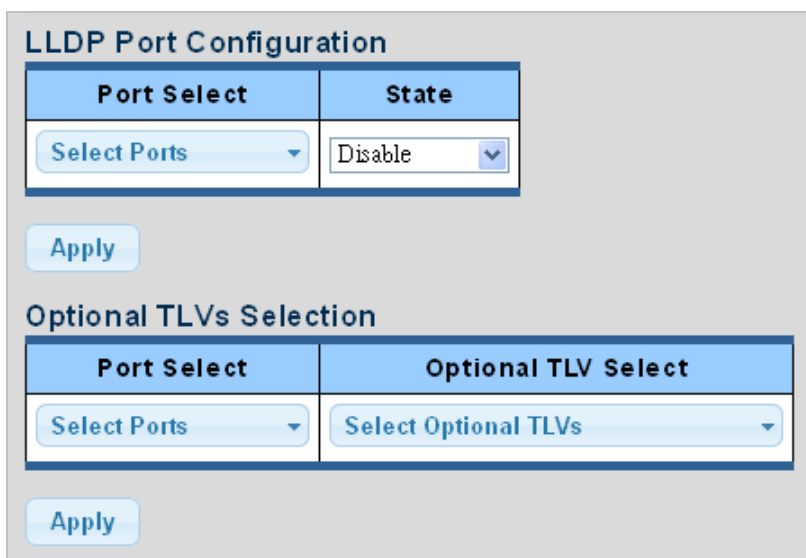 LLDP Port Configuration
Port Select State
Select Ports Disable
Apply
Optional TLVs Selection
Port Select Optional TLV Select
Select Ports Select Optional TLVs
Apply